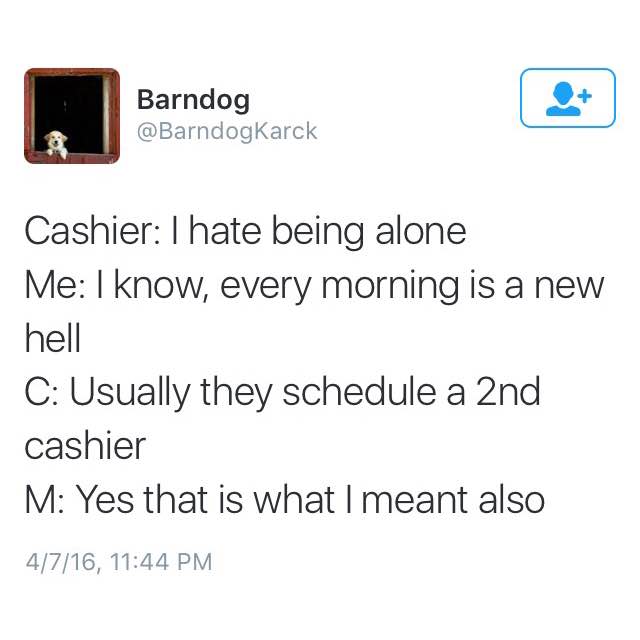 Barndog
@BarndogKarck
Cashier: I hate being alone
Me: I know, every morning is a new
hell
C: Usually they schedule a 2nd
cashier
M: Yes that is what I meant also
4/7/16, 11:44 PM